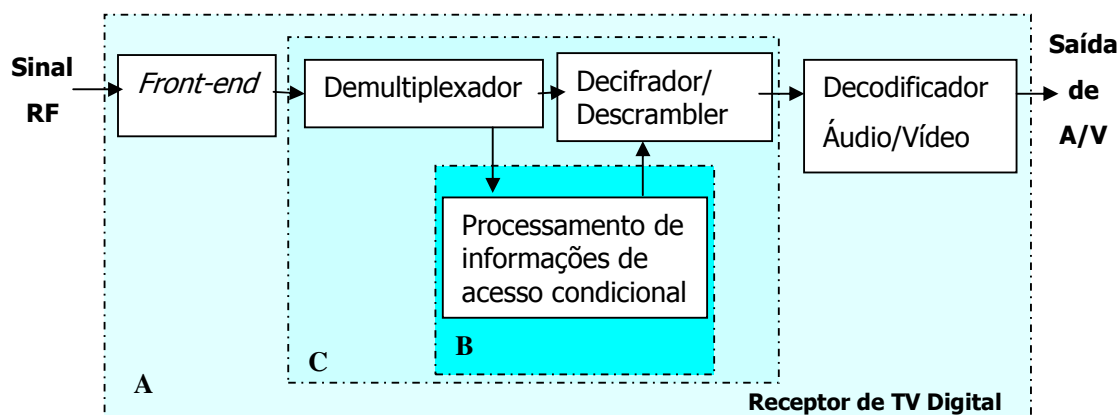 Sinal
RF
Front-end
Demultiplexador
Decifrador/
Descrambler
Decodificador
Áudio/Vídeo
Saída
de
A/V
Processamento de
informações de
acesso condicional
B
C
A
Receptor de TV Digital